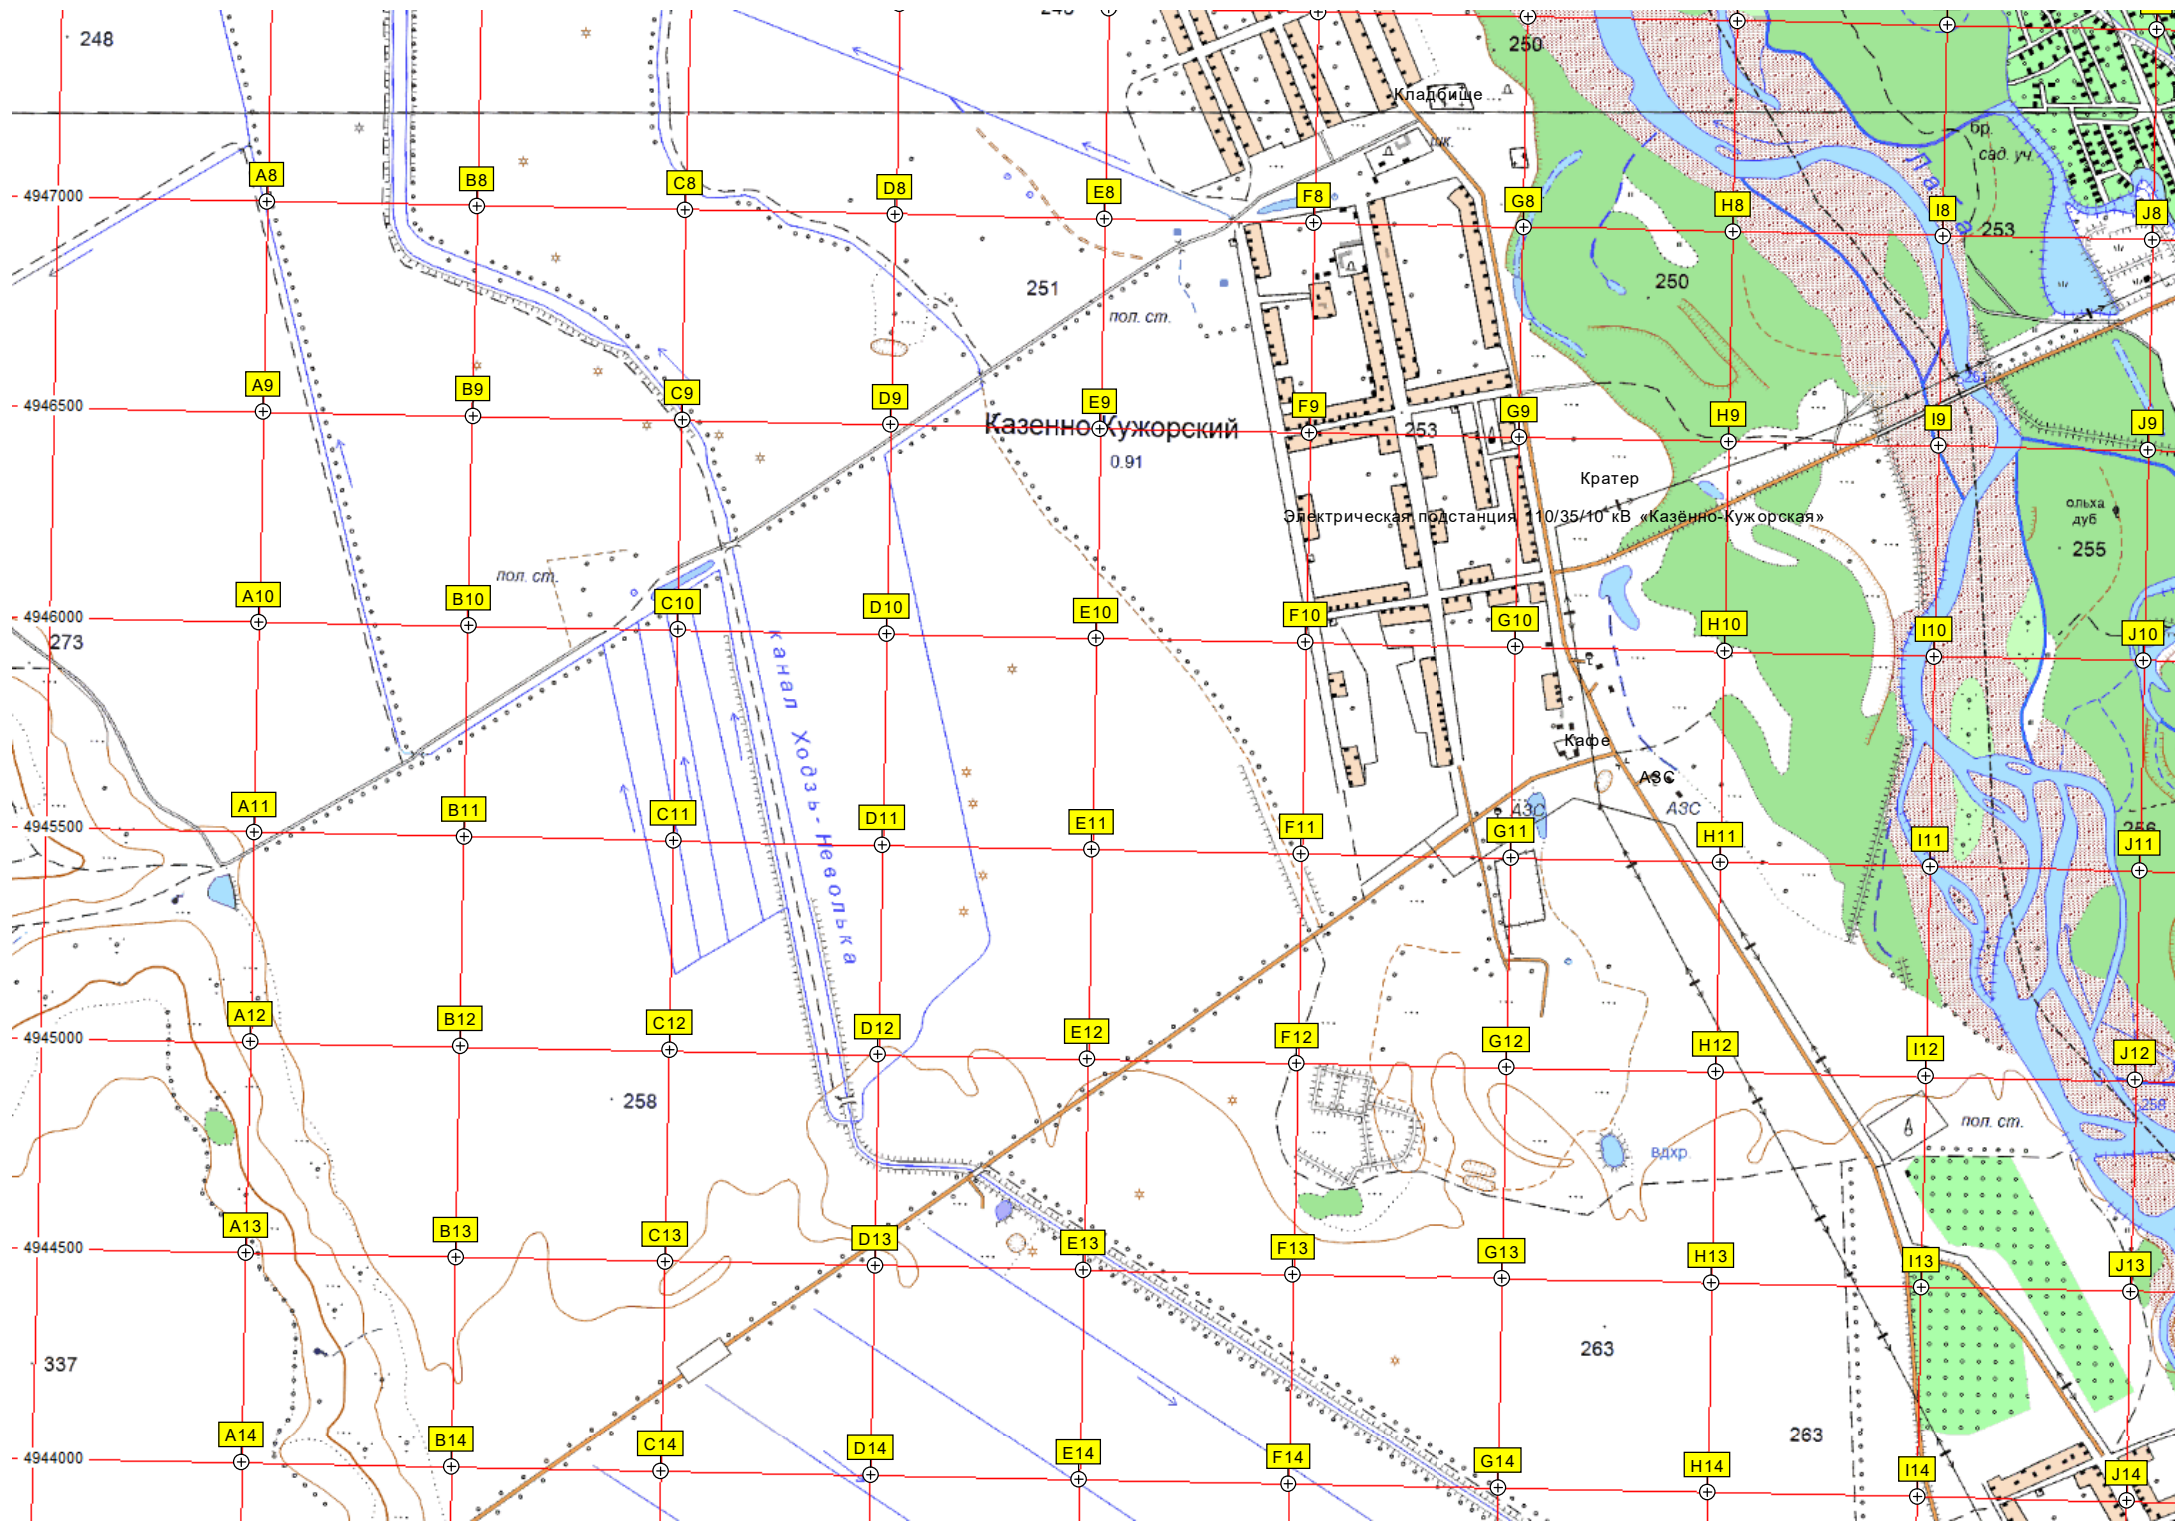 248
250
Кладбище
шк.
бр.
сад. уч.
Лаба
4947000
A8
B8
C8
D8
E8
F8
G8
H8
I8
J8
253
250
251
пол. ст.
4946500
A9
B9
C9
D9
E9
F9
G9
H9
I9
J9
Казенно-Кужорский
253
0.91
Кратер
Электрическая подстанция 110/35/10 кВ «Казённо-Кужорская»
ольха
дуб
255
пол. ст.
4946000
A10
B10
C10
D10
E10
F10
G10
H10
I10
J10
273
канал Ходзь-Неволька
Кафе
АЗС
АЗС
АЗС
4945500
A11
B11
C11
D11
E11
F11
G11
H11
I11
J11
256
4945000
A12
B12
C12
D12
E12
F12
G12
H12
I12
J12
258
258
пол. ст.
вдхр.
4944500
A13
B13
C13
D13
E13
F13
G13
H13
I13
J13
337
263
263
4944000
A14
B14
C14
D14
E14
F14
G14
H14
I14
J14